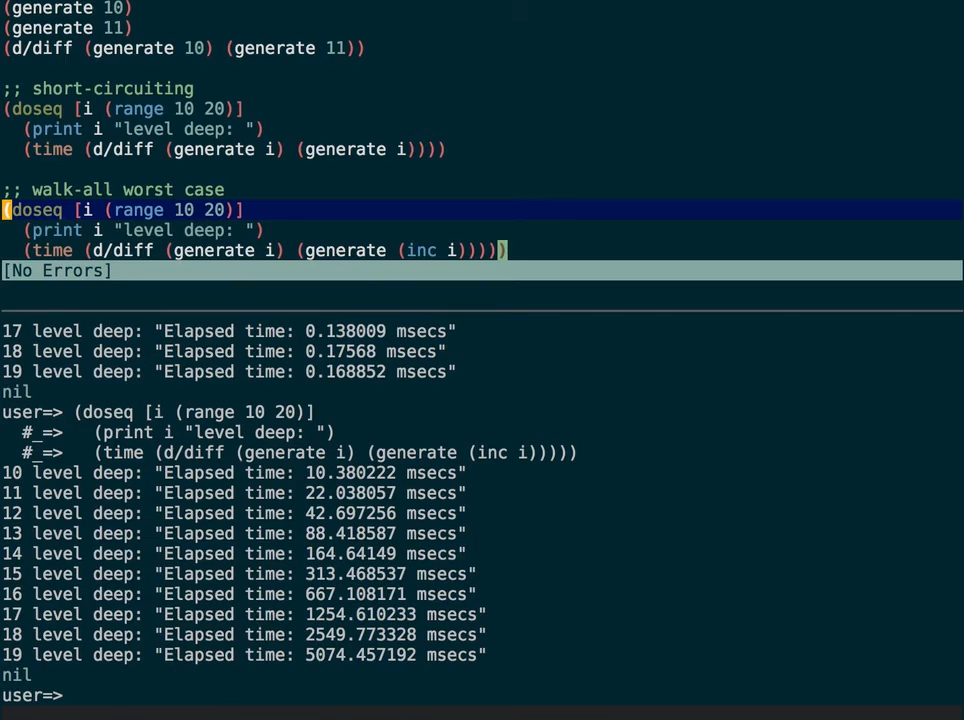 (generate 10)
(generate 11)
(d/diff (generate 10) (generate 11))
;; short-circuiting
(doseq [i (range 10 20)]
  (print i "level deep: ")
  (time (d/diff (generate i) (generate i))))
;; walk-all worst case
(doseq [i (range 10 20)]
  (print i "level deep: ")
  (time (d/diff (generate i) (generate (inc i)))))
[No Errors]
17 level deep: "Elapsed time: 0.138009 msecs"
18 level deep: "Elapsed time: 0.17568 msecs"
19 level deep: "Elapsed time: 0.168852 msecs"
nil
user=> (doseq [i (range 10 20)]
  #_=>   (print i "level deep: ")
  #_=>   (time (d/diff (generate i) (generate (inc i)))))
10 level deep: "Elapsed time: 10.380222 msecs"
11 level deep: "Elapsed time: 22.038057 msecs"
12 level deep: "Elapsed time: 42.697256 msecs"
13 level deep: "Elapsed time: 88.418587 msecs"
14 level deep: "Elapsed time: 164.64149 msecs"
15 level deep: "Elapsed time: 313.468537 msecs"
16 level deep: "Elapsed time: 667.108171 msecs"
17 level deep: "Elapsed time: 1254.610233 msecs"
18 level deep: "Elapsed time: 2549.773328 msecs"
19 level deep: "Elapsed time: 5074.457192 msecs"
nil
user=>